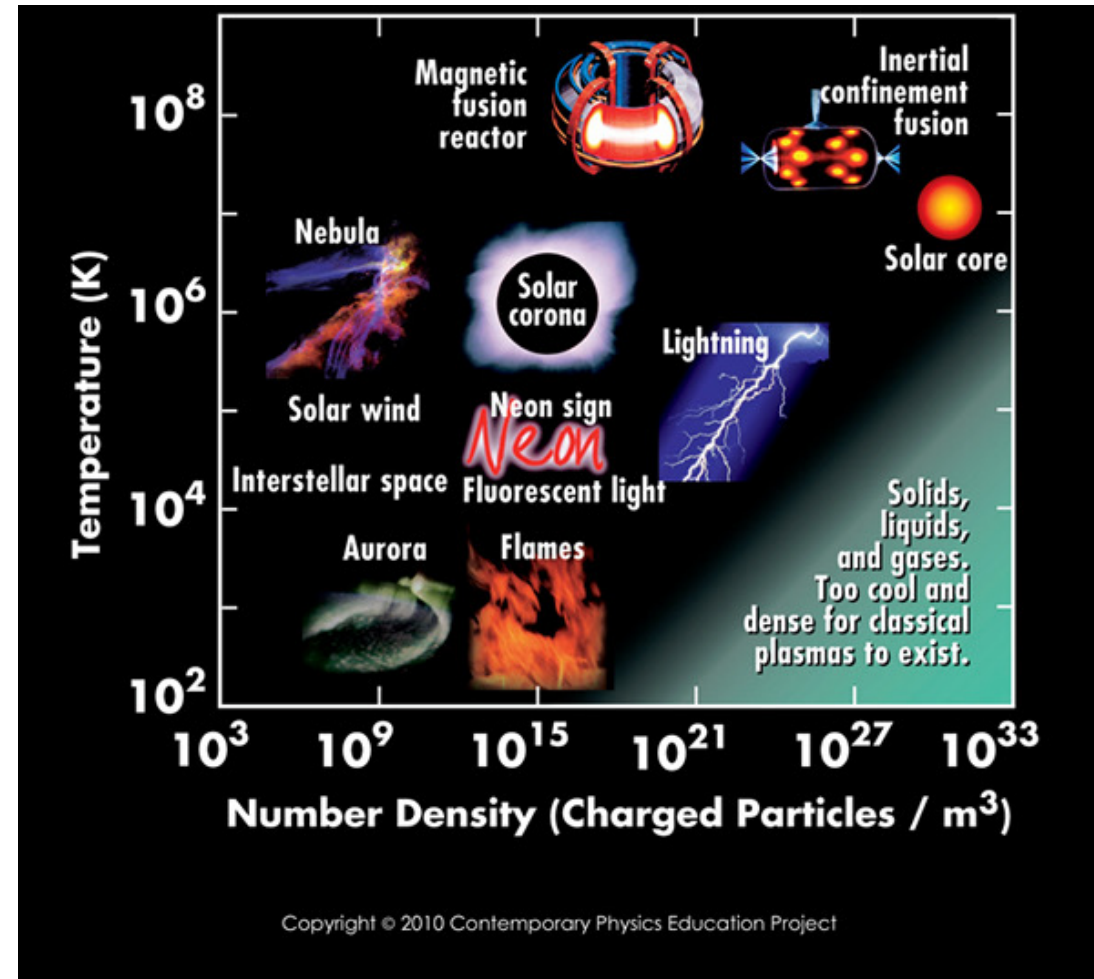 Magnetic
fusion
reactor
Inertial
confinement
fusion
10⁸
Nebula
Solar
corona
Solar core
10⁶
Lightning
Temperature (K)
Solar wind
Neon sign
Neon
Interstellar space
Fluorescent light
10⁴
Solids,
liquids,
and gases.
Too cool and
dense for classical
plasmas to exist.
Aurora
Flames
10²
10³ 10⁹ 10¹⁵ 10²¹ 10²⁷ 10³³
Number Density (Charged Particles / m³)
Copyright © 2010 Contemporary Physics Education Project